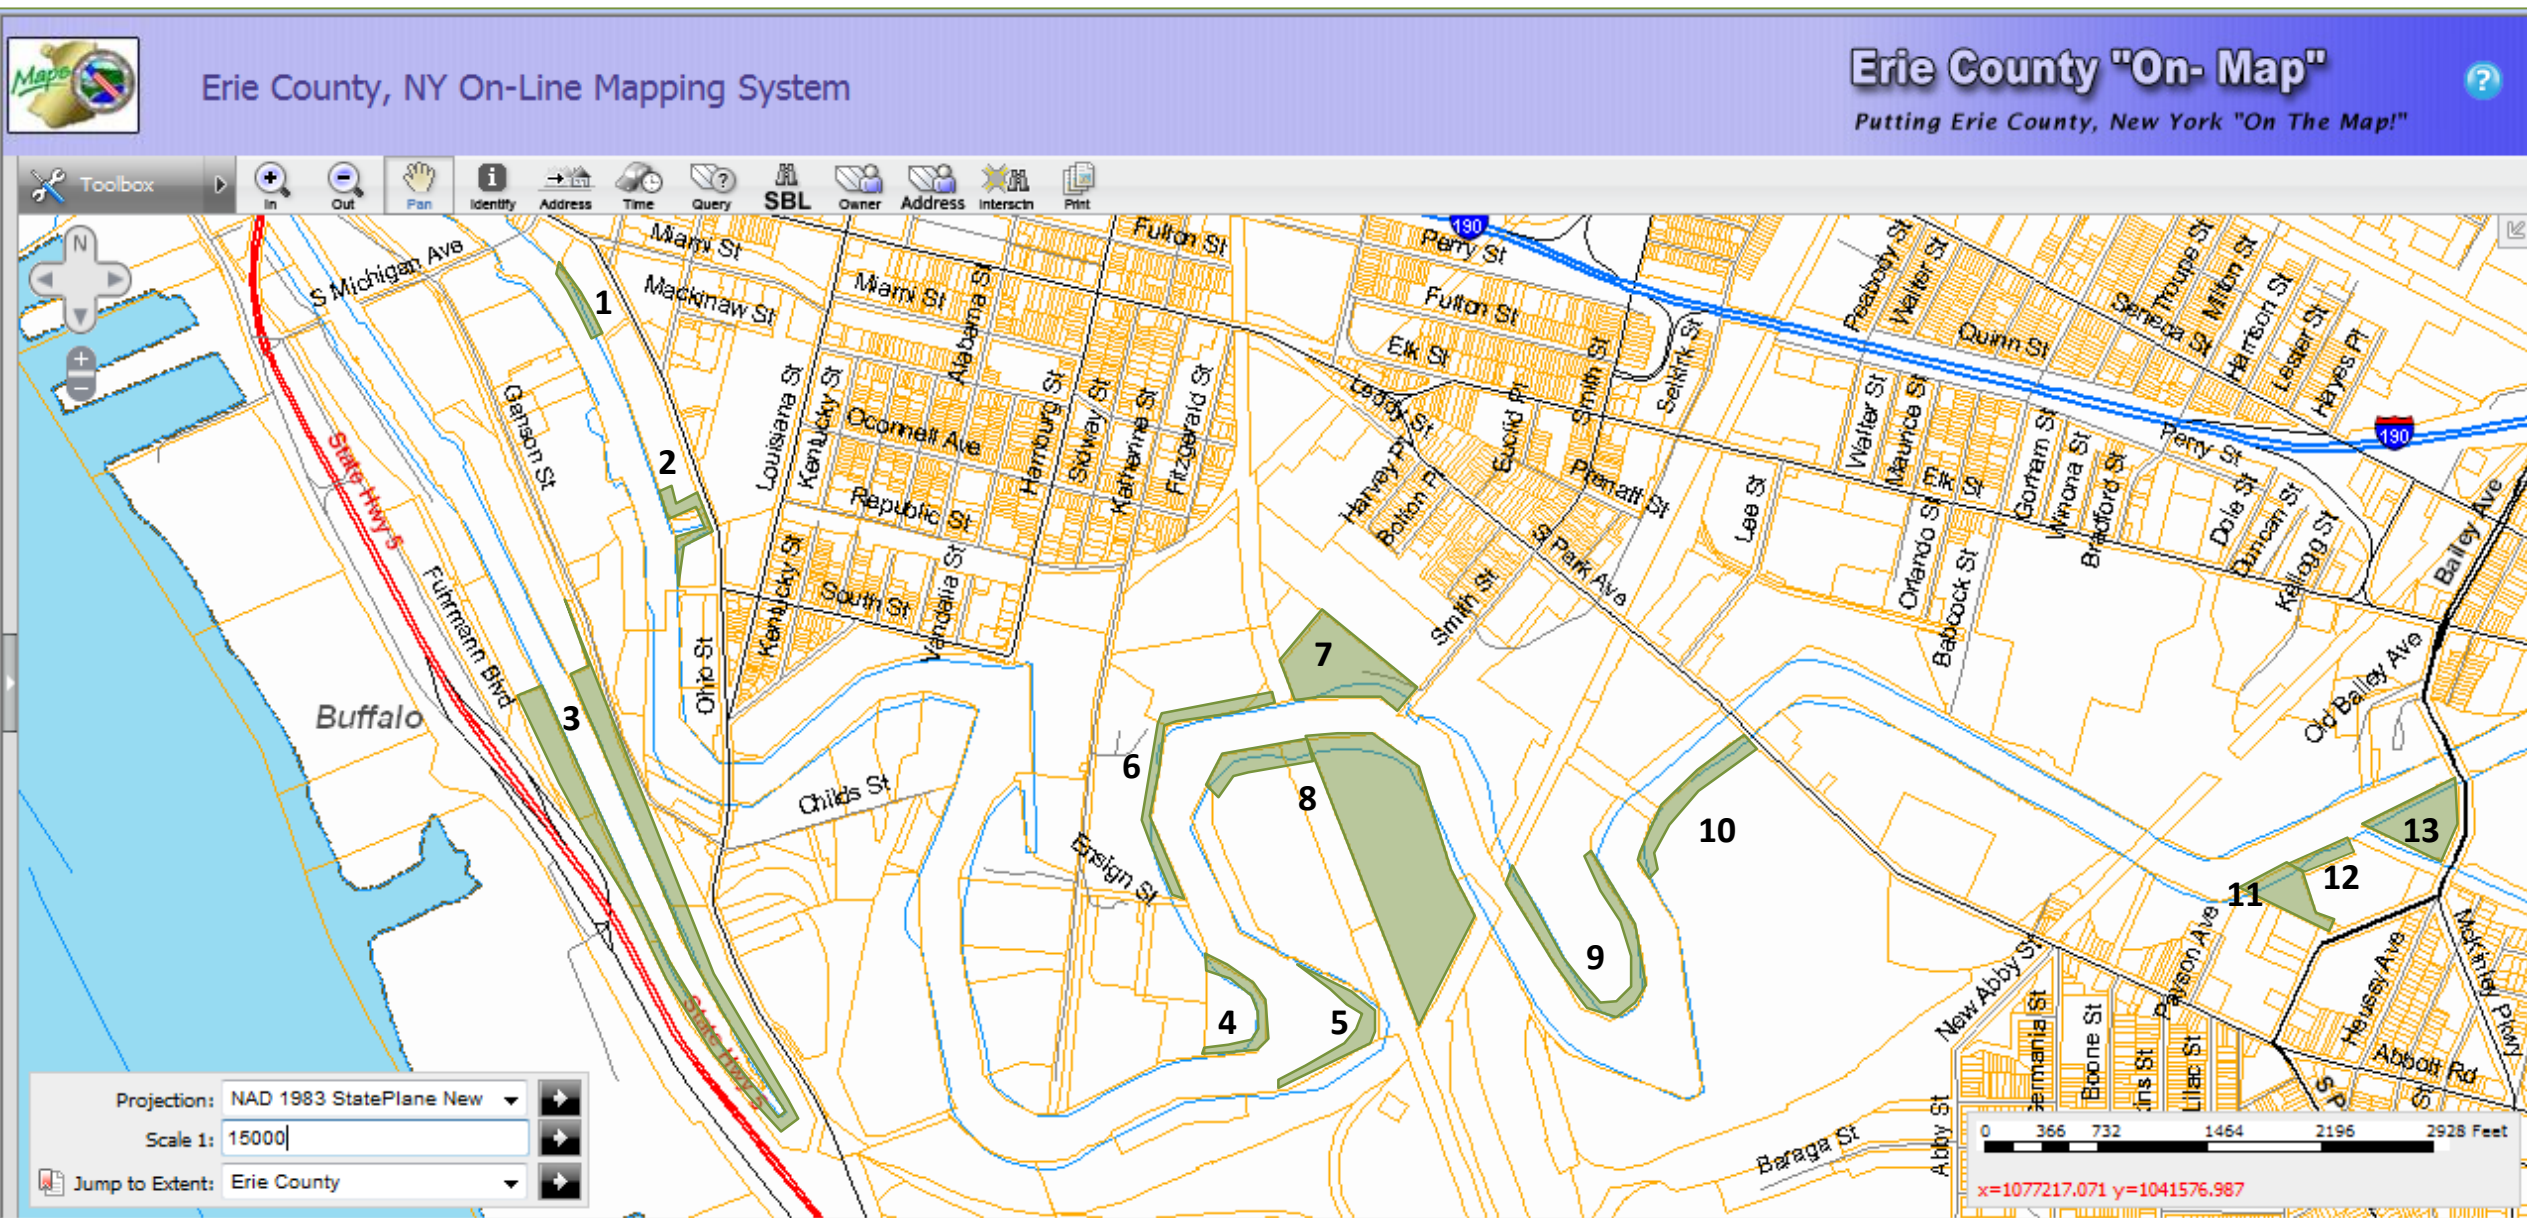 Maps
Erie County, NY On-Line Mapping System
Erie County "On- Map"
Putting Erie County, New York "On The Map!"
?
Toolbox
In
Out
Pan
Identify
Address
Time
Query
SBL
Owner
Address
Intersctn
Print
N
S Michigan Ave
Miami St
Mackinaw St
Miami St
Fulton St
Alabama St
190
Perry St
Fulton St
Elk St
Leddy St
Smith St
Selkirk St
Peabody St
Walter St
Quinn St
Seneca St
Troupe St
Milton St
Harrison St
Lester St
Hayes Pl
190
1
2
Ganson St
State Hwy 5
Louisiana St
Kentucky St
Oconnell Ave
Hamburg St
Sidway St
Katherine St
Fitzgerald St
Republic St
Harvey Pl
Bolton Pl
Euclid Pl
Prenatt St
S Park Ave
Lee St
Walter St
Maurice St
Elk St
Gorham St
Winona St
Bradford St
Perry St
Dole St
Duncan St
Kellogg St
Bailey Ave
Orlando St
Babcock St
Old Bailey Ave
Fuhrmann Blvd
Kentucky St
South St
Vandalia St
Ohio St
Smith St
Buffalo
3
Childs St
6
7
8
Ensign St
4
5
9
10
11
12
13
State Hwy 5
New Abby St
Payson Ave
Germania St
Boone St
kins St
Lilac St
Heussy Ave
Mckinley Pkwy
Abbott Rd
S P
St
Baraga St
Abby St
Projection: NAD 1983 StatePlane New
Scale 1: 15000
Jump to Extent: Erie County
0 366 732 1464 2196 2928 Feet
x=1077217.071 y=1041576.987